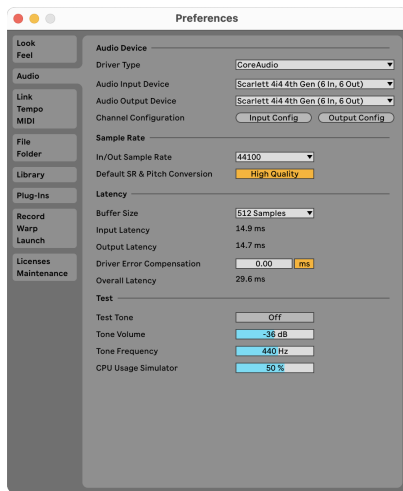 Preferences
Look
Feel
Audio
Link
Tempo
MIDI
File
Folder
Library
Plug-Ins
Record
Warp
Launch
Licenses
Maintenance
Audio Device
Driver Type CoreAudio
Audio Input Device Scarlett 4i4 4th Gen (6 In, 6 Out)
Audio Output Device Scarlett 4i4 4th Gen (6 In, 6 Out)
Channel Configuration Input Config Output Config
Sample Rate
In/Out Sample Rate 44100
Default SR & Pitch Conversion High Quality
Latency
Buffer Size 512 Samples
Input Latency 14.9 ms
Output Latency 14.7 ms
Driver Error Compensation 0.00 ms
Overall Latency 29.6 ms
Test
Test Tone Off
Tone Volume -36 dB
Tone Frequency 440 Hz
CPU Usage Simulator 50 %